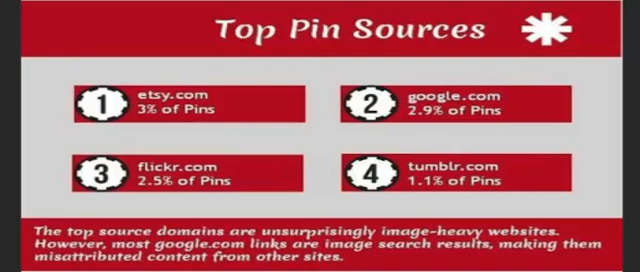 Top Pin Sources
1 etsy.com
3% of Pins
2 google.com
2.9% of Pins
3 flickr.com
2.5% of Pins
4 tumblr.com
1.1% of Pins
The top source domains are unsurprisingly image-heavy websites.
However, most google.com links are image search results, making them
misattributed content from other sites.